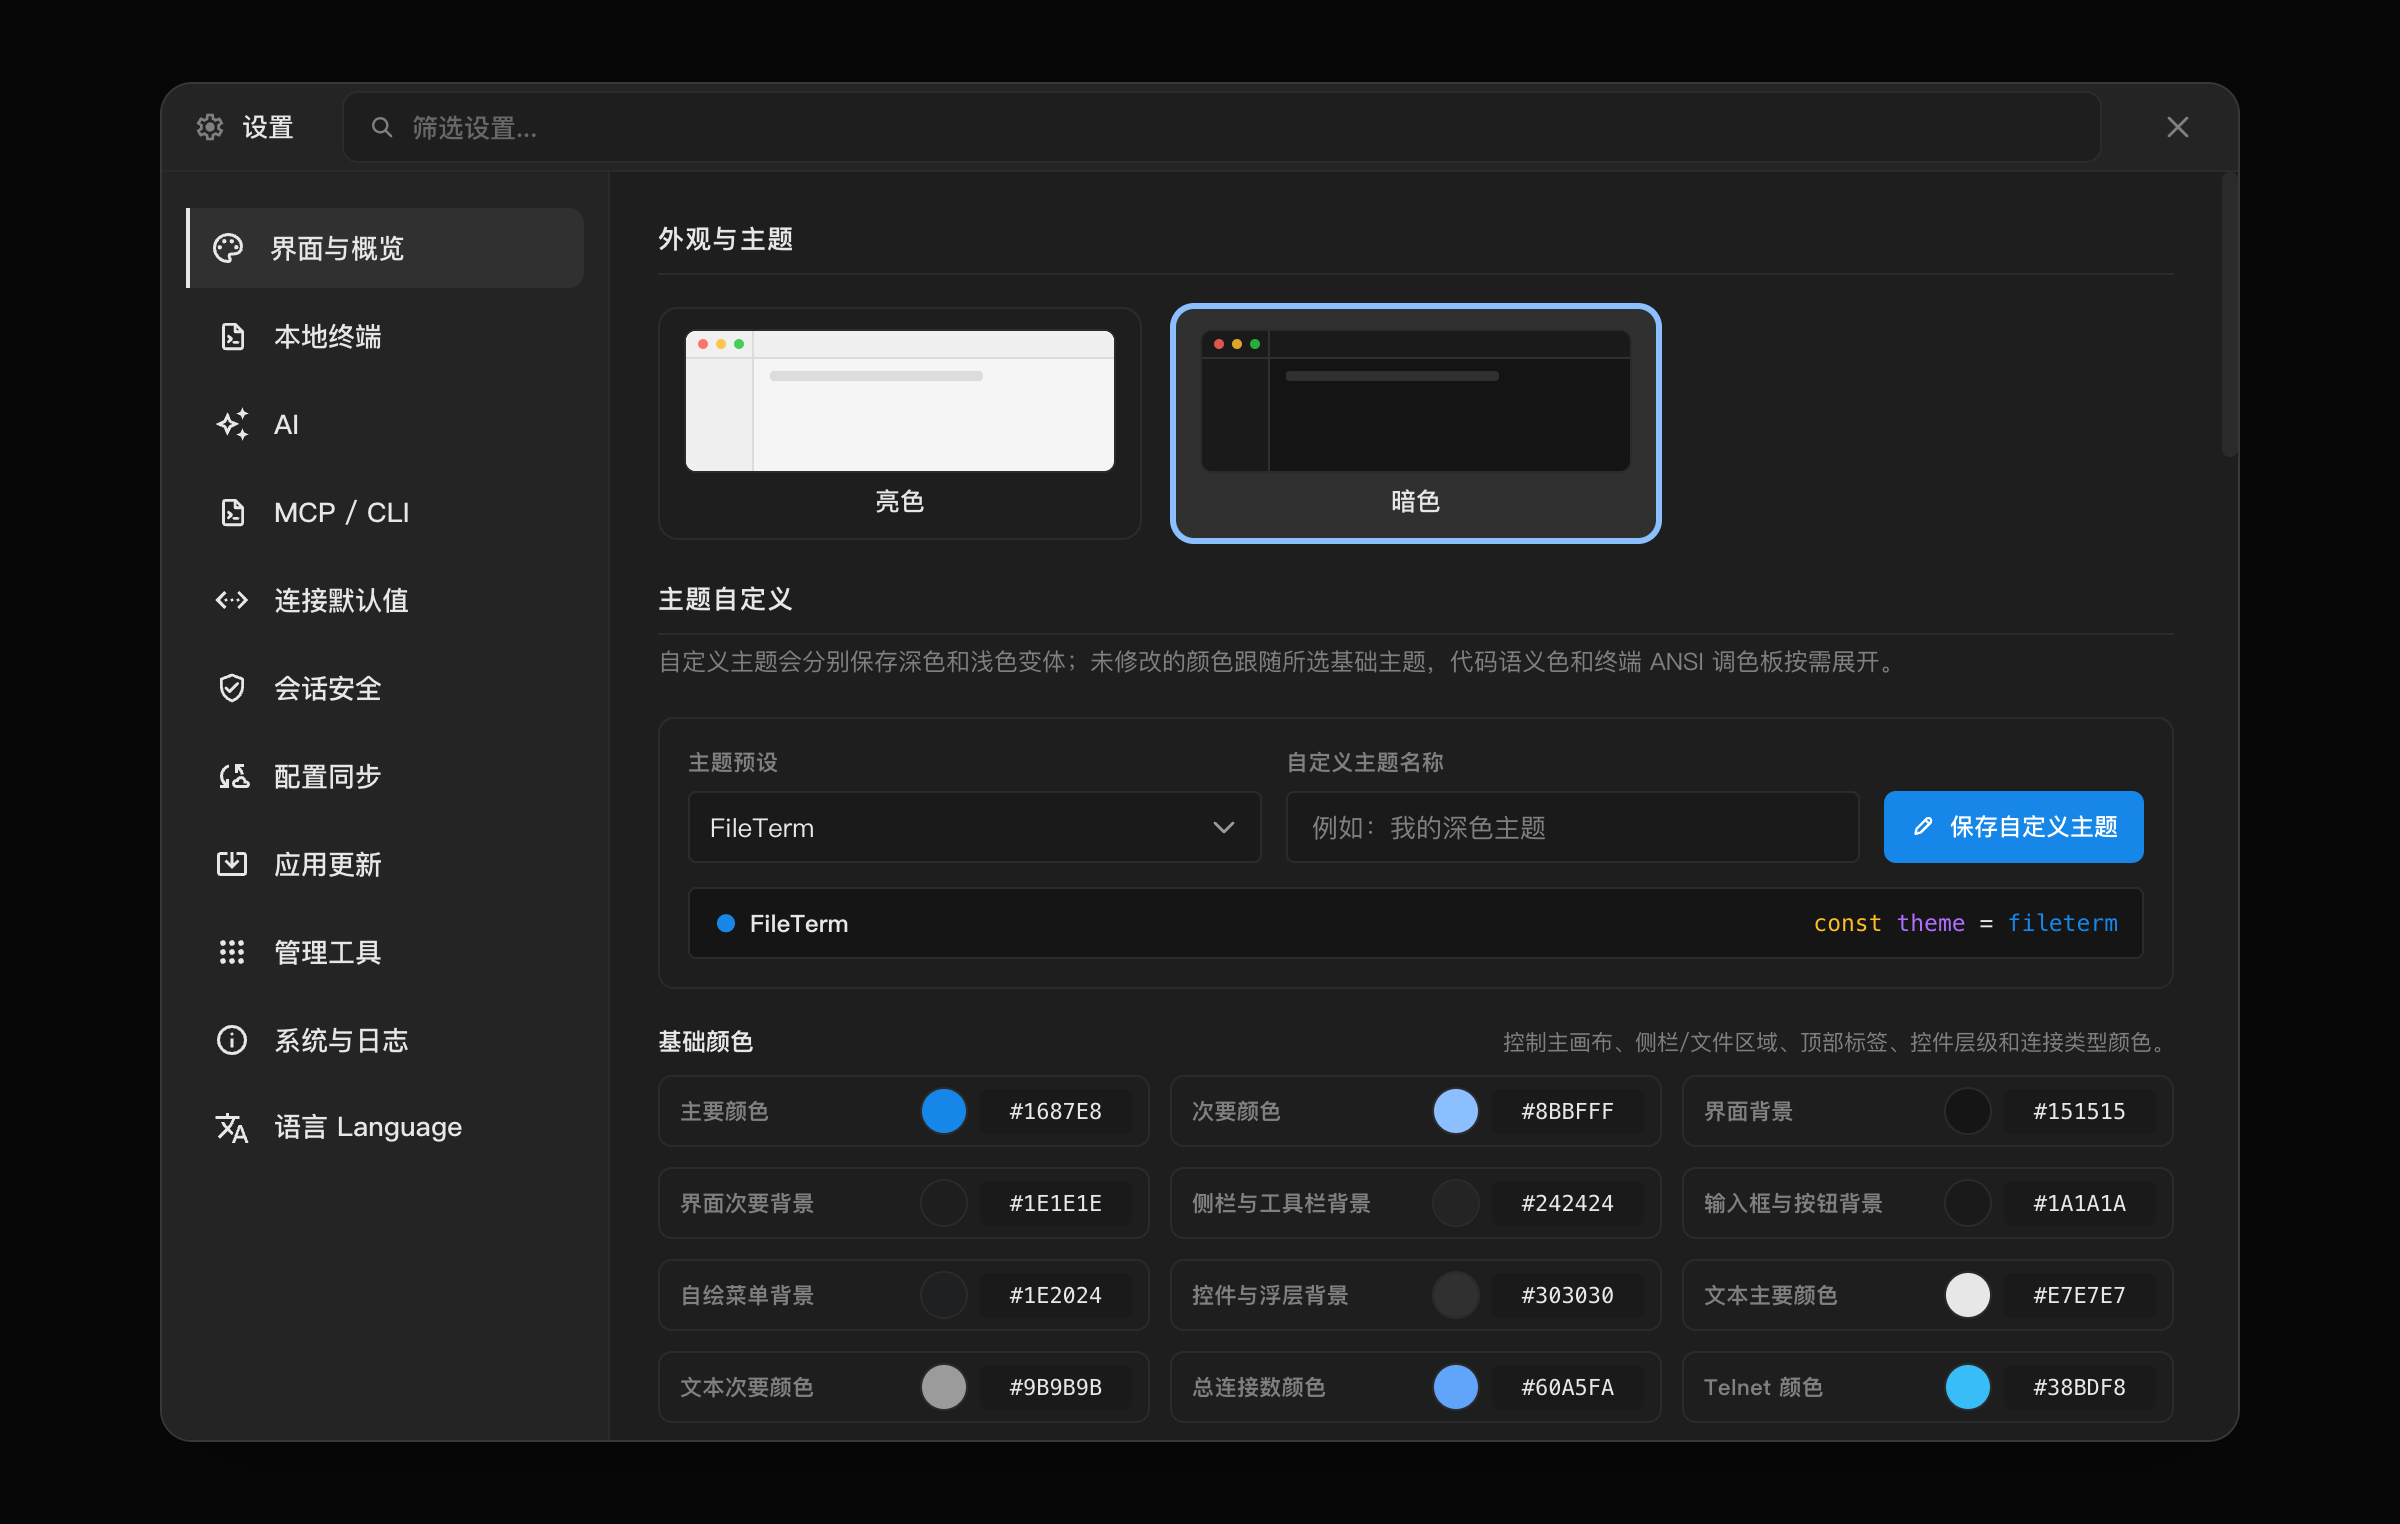 设置
筛选设置...
界面与概览
本地终端
AI
MCP / CLI
连接默认值
会话安全
配置同步
应用更新
管理工具
系统与日志
语言 Language
外观与主题
亮色
暗色
主题自定义
自定义主题会分别保存深色和浅色变体；未修改的颜色跟随所选基础主题，代码语义色和终端 ANSI 调色板按需展开。
主题预设
自定义主题名称
FileTerm
例如：我的深色主题
保存自定义主题
FileTerm
const theme = fileterm
基础颜色
控制主画布、侧栏/文件区域、顶部标签、控件层级和连接类型颜色。
主要颜色 #1687E8
次要颜色 #8BBFFF
界面背景 #151515
界面次要背景 #1E1E1E
侧栏与工具栏背景 #242424
输入框与按钮背景 #1A1A1A
自绘菜单背景 #1E2024
控件与浮层背景 #303030
文本主要颜色 #E7E7E7
文本次要颜色 #9B9B9B
总连接数颜色 #60A5FA
Telnet 颜色 #38BDF8